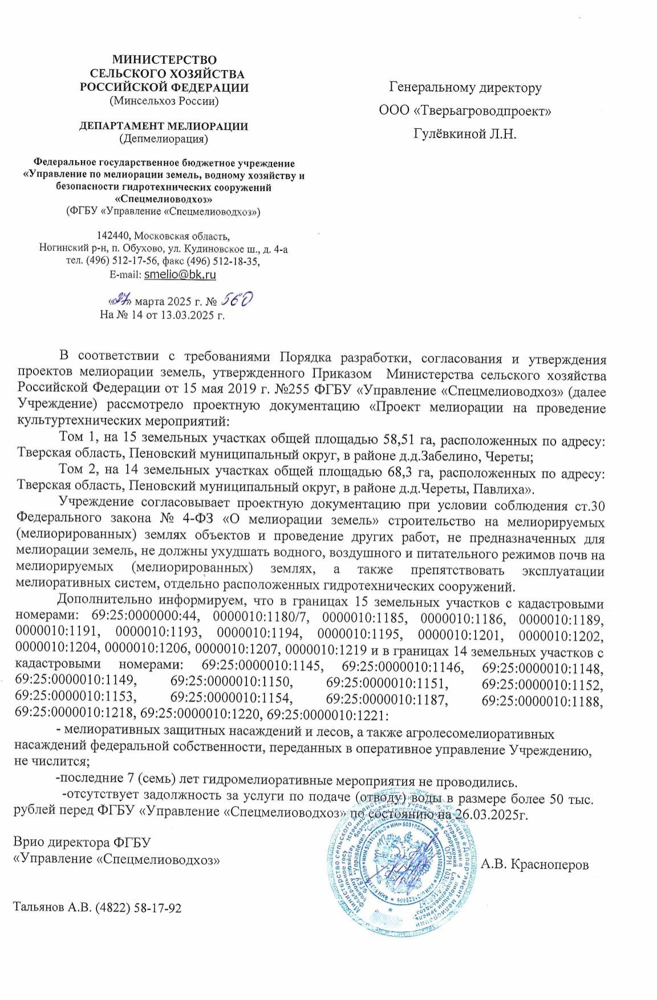 МИНИСТЕРСТВО
СЕЛЬСКОГО ХОЗЯЙСТВА
РОССИЙСКОЙ ФЕДЕРАЦИИ
(Минсельхоз России)
ДЕПАРТАМЕНТ МЕЛИОРАЦИИ
(Депмелиорация)
Федеральное государственное бюджетное учреждение
«Управление по мелиорации земель, водному хозяйству и
безопасности гидротехнических сооружений
«Спецмелиоводхоз»
(ФГБУ «Управление «Спецмелиоводхоз»)
142440, Московская область,
Ногинский р-н, п. Обухово, ул. Кудиновское ш., д. 4-а
тел. (496) 512-17-56, факс (496) 512-18-35,
E-mail: smelio@bk.ru
«27» марта 2025 г. № 560
На № 14 от 13.03.2025 г.
Генеральному директору
ООО «Тверьагроводпроект»
Гулёвкиной Л.Н.
В соответствии с требованиями Порядка разработки, согласования и утверждения
проектов мелиорации земель, утвержденного Приказом Министерства сельского хозяйства
Российской Федерации от 15 мая 2019 г. №255 ФГБУ «Управление «Спецмелиоводхоз» (далее
Учреждение) рассмотрело проектную документацию «Проект мелиорации на проведение
культуртехнических мероприятий:
Том 1, на 15 земельных участках общей площадью 58,51 га, расположенных по адресу:
Тверская область, Пеновский муниципальный округ, в районе д.д.Забелино, Череты;
Том 2, на 14 земельных участках общей площадью 68,3 га, расположенных по адресу:
Тверская область, Пеновский муниципальный округ, в районе д.д.Череты, Павлиха».
Учреждение согласовывает проектную документацию при условии соблюдения ст.30
Федерального закона № 4-ФЗ «О мелиорации земель» строительство на мелиорируемых
(мелиорированных) землях объектов и проведение других работ, не предназначенных для
мелиорации земель, не должны ухудшать водного, воздушного и питательного режимов почв на
мелиорируемых (мелиорированных) землях, а также препятствовать эксплуатации
мелиоративных систем, отдельно расположенных гидротехнических сооружений.
Дополнительно информируем, что в границах 15 земельных участков с кадастровыми
номерами: 69:25:0000000:44, 0000010:1180/7, 0000010:1185, 0000010:1186, 0000010:1189,
0000010:1191, 0000010:1193, 0000010:1194, 0000010:1195, 0000010:1201, 0000010:1202,
0000010:1204, 0000010:1206, 0000010:1207, 0000010:1219 и в границах 14 земельных участков с
кадастровыми номерами: 69:25:0000010:1145, 69:25:0000010:1146, 69:25:0000010:1148,
69:25:0000010:1149, 69:25:0000010:1150, 69:25:0000010:1151, 69:25:0000010:1152,
69:25:0000010:1153, 69:25:0000010:1154, 69:25:0000010:1187, 69:25:0000010:1188,
69:25:0000010:1218, 69:25:0000010:1220, 69:25:0000010:1221:
- мелиоративных защитных насаждений и лесов, а также агролесомелиоративных
насаждений федеральной собственности, переданных в оперативное управление Учреждению,
не числится;
-последние 7 (семь) лет гидромелиоративные мероприятия не проводились.
-отсутствует задолжность за услуги по подаче (отводу) воды в размере более 50 тыс.
рублей перед ФГБУ «Управление «Спецмелиоводхоз» по состоянию на 26.03.2025г.
Врио директора ФГБУ
«Управление «Спецмелиоводхоз»
А.В. Красноперов
Тальянов А.В. (4822) 58-17-92